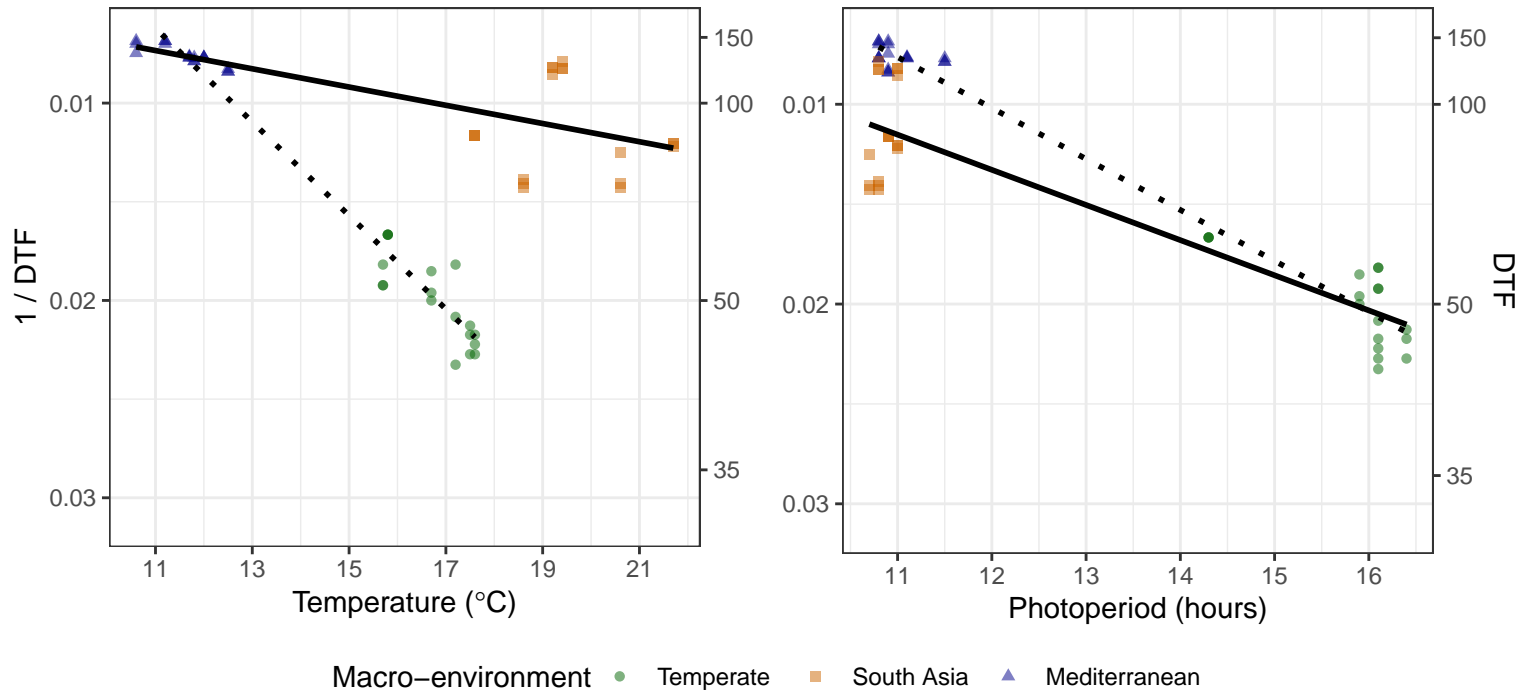 1 / DTF
0.01
0.02
0.03
150
100
50
35
11 13 15 17 19 21
Temperature (°C)
0.01
0.02
0.03
150
100
50
35
DTF
11 12 13 14 15 16
Photoperiod (hours)
Macro−environment Temperate South Asia Mediterranean